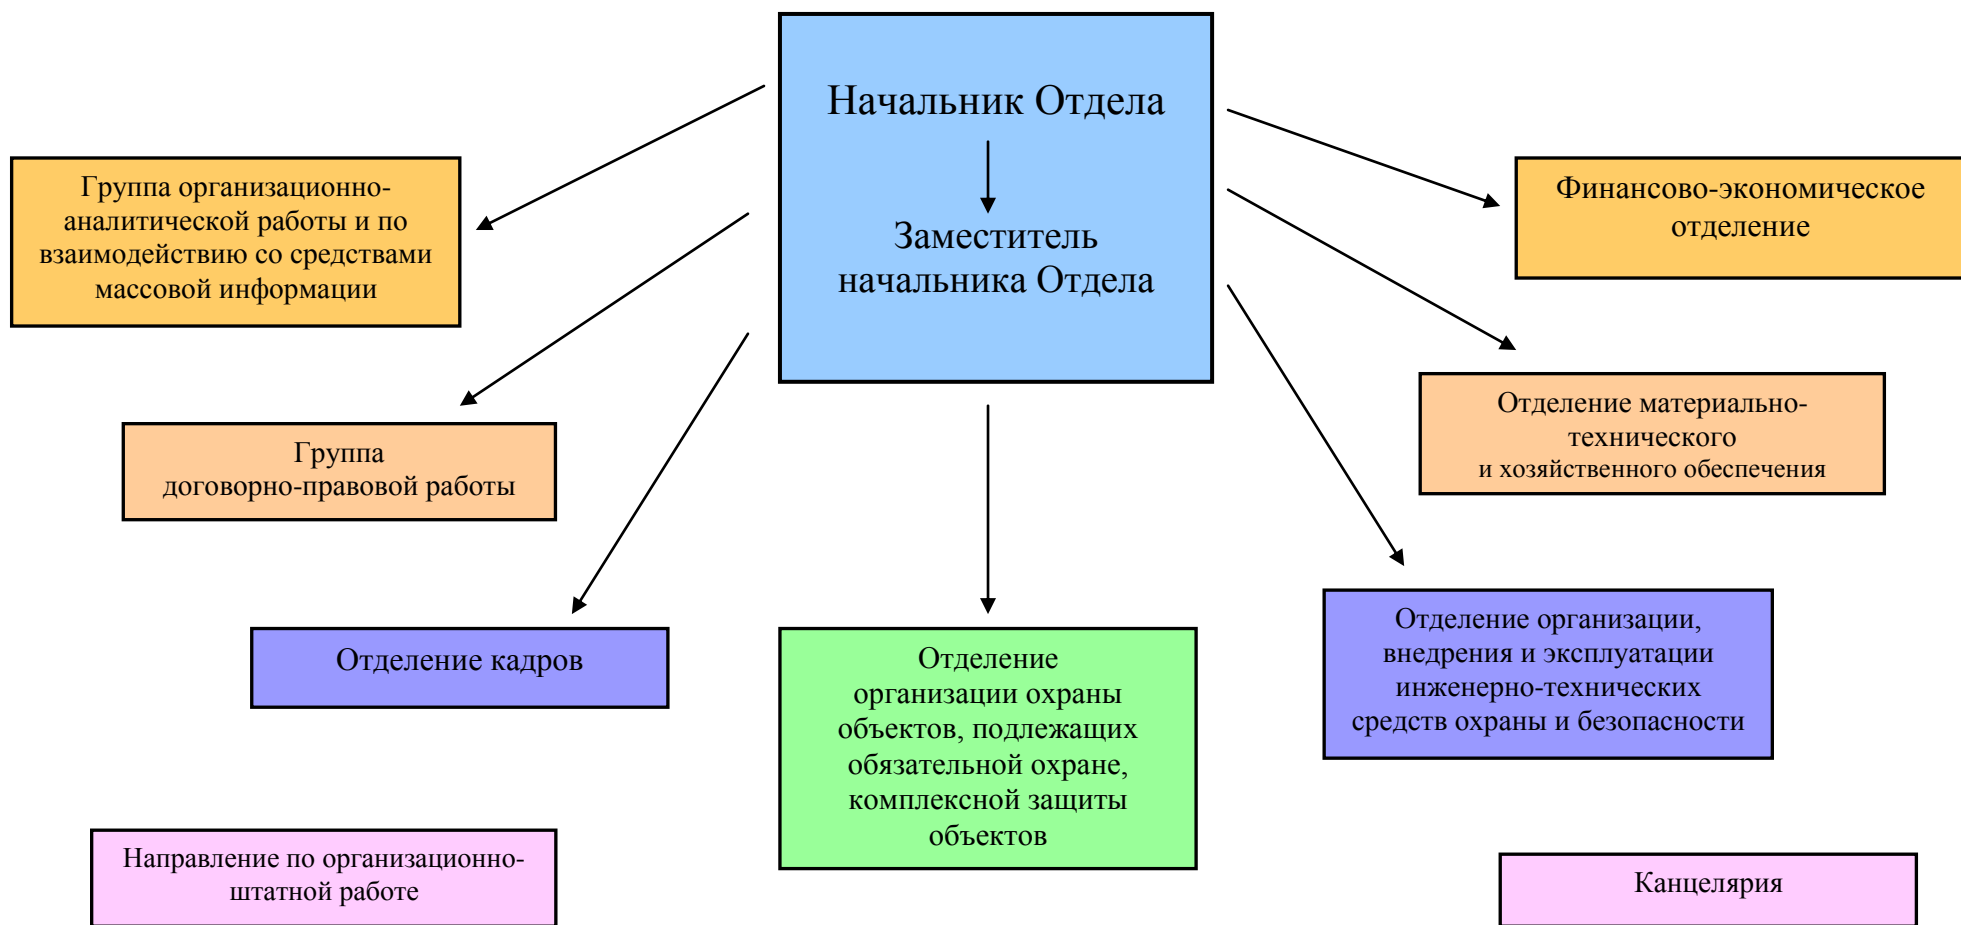 Начальник Отдела
Заместитель
начальника Отдела
Группа организационно-
аналитической работы и по
взаимодействию со средствами
массовой информации
Финансово-экономическое
отделение
Группа
договорно-правовой работы
Отделение материально-
технического
и хозяйственного обеспечения
Отделение кадров
Отделение
организации охраны
объектов, подлежащих
обязательной охране,
комплексной защиты
объектов
Отделение организации,
внедрения и эксплуатации
инженерно-технических
средств охраны и безопасности
Направление по организационно-
штатной работе
Канцелярия